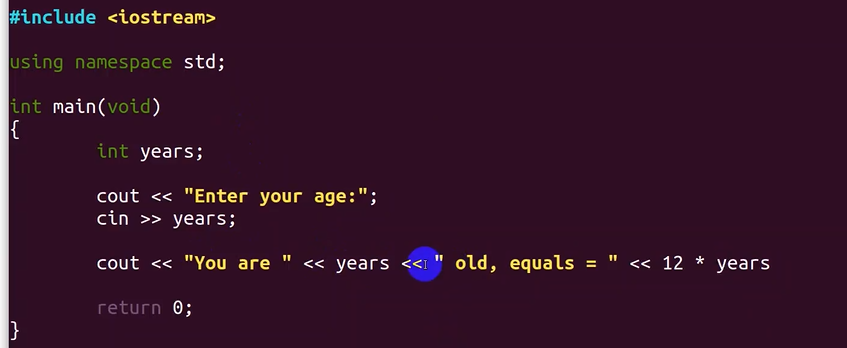 #include <iostream>
using namespace std;
int main(void)
{
int years;
cout << "Enter your age:";
cin >> years;
cout << "You are " << years << " old, equals = " << 12 * years
return 0;
}